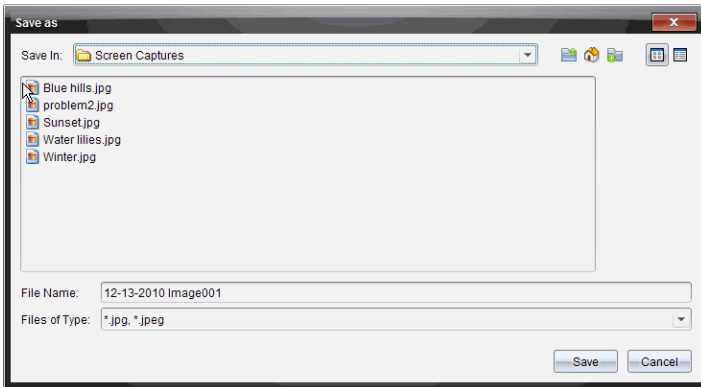 Save as
Save In: Screen Captures
Blue hills.jpg
problem2.jpg
Sunset.jpg
Water lilies.jpg
Winter.jpg
File Name: 12-13-2010 Image001
Files of Type: *.jpg, *.jpeg
Save Cancel